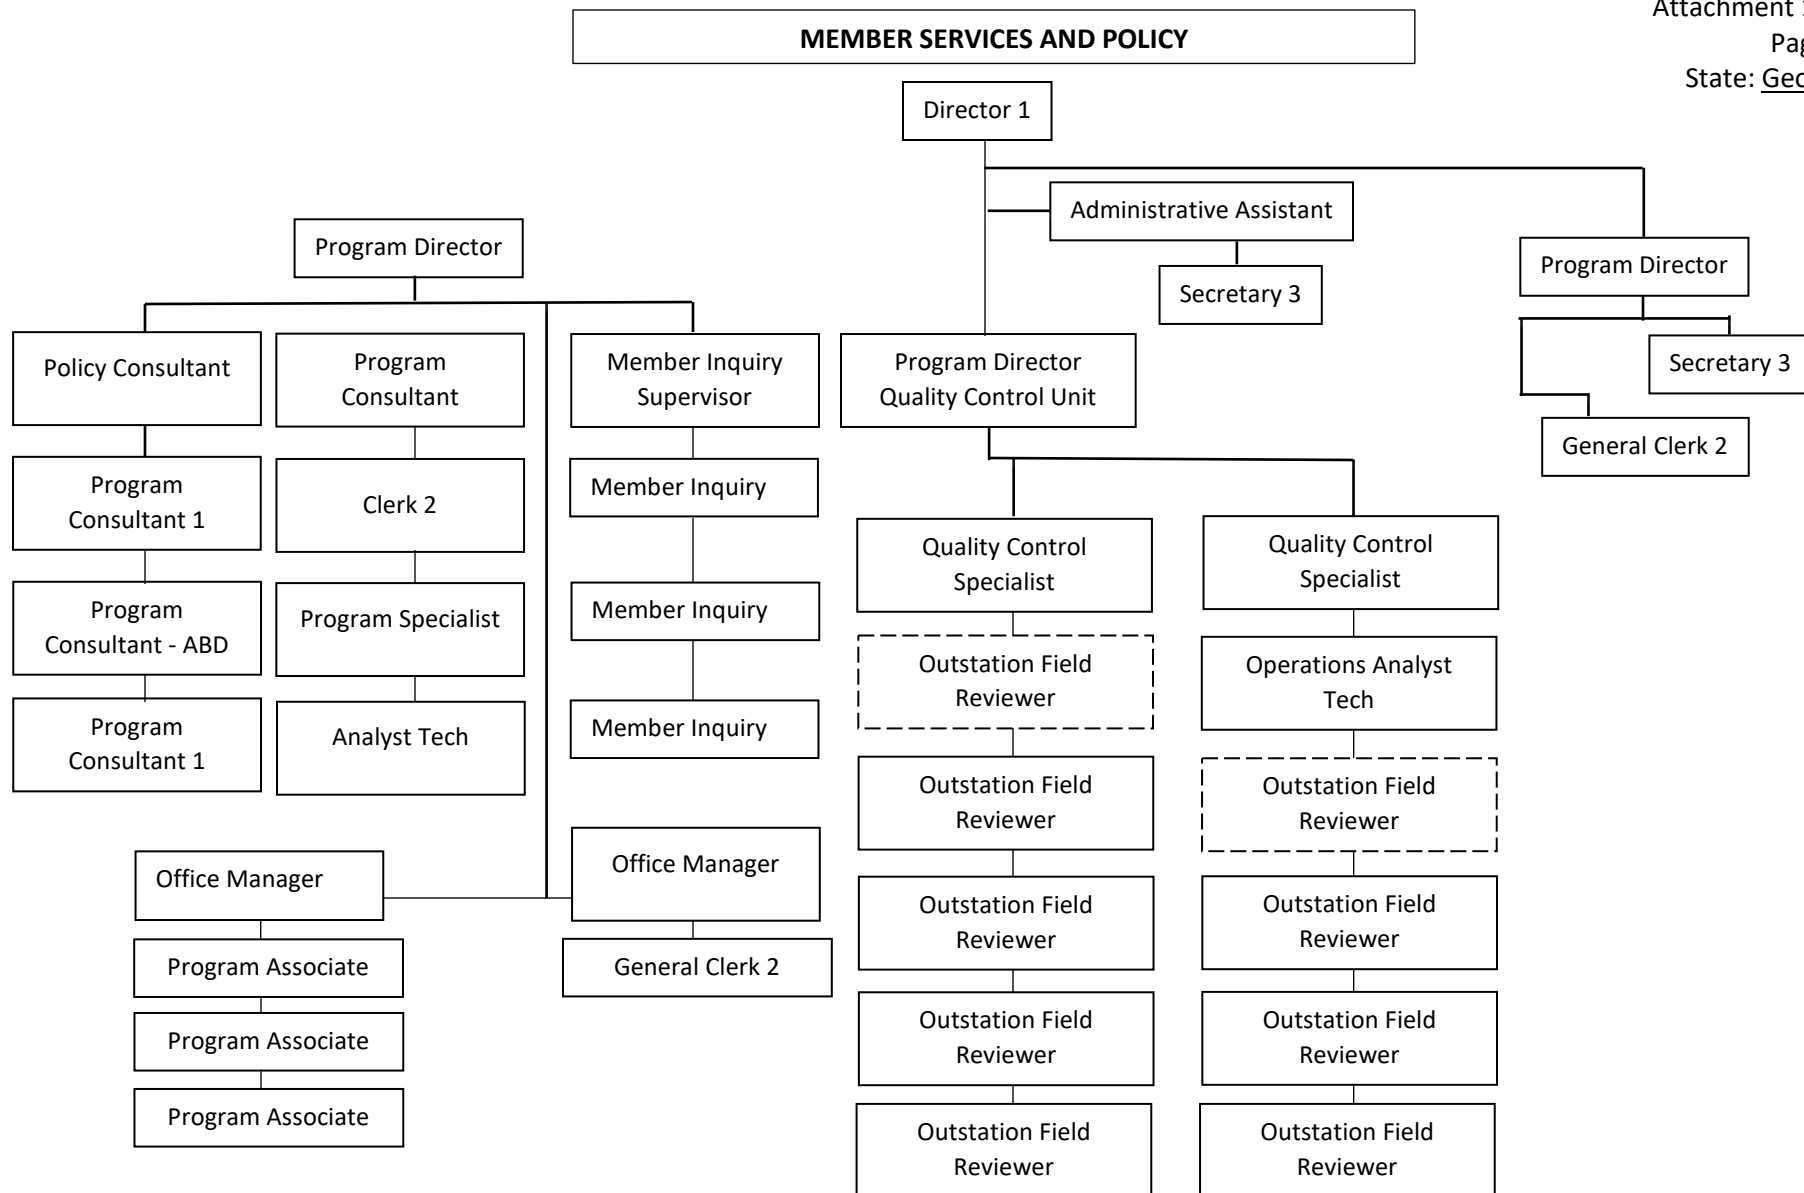 Attachment
MEMBER SERVICES AND POLICY
State:
Director 1
Administrative Assistant
Secretary 3
Program Director
Program Director
Secretary 3
General Clerk 2
Policy Consultant
Program
Consultant
Member Inquiry
Supervisor
Program Director
Quality Control Unit
Program
Consultant 1
Clerk 2
Member Inquiry
Program
Consultant - ABD
Program Specialist
Member Inquiry
Program
Consultant 1
Analyst Tech
Member Inquiry
Office Manager
Program Associate
Program Associate
Program Associate
Office Manager
General Clerk 2
Quality Control
Specialist
Outstation Field
Reviewer
Outstation Field
Reviewer
Outstation Field
Reviewer
Outstation Field
Reviewer
Outstation Field
Reviewer
Quality Control
Specialist
Operations Analyst
Tech
Outstation Field
Reviewer
Outstation Field
Reviewer
Outstation Field
Reviewer
Outstation Field
Reviewer